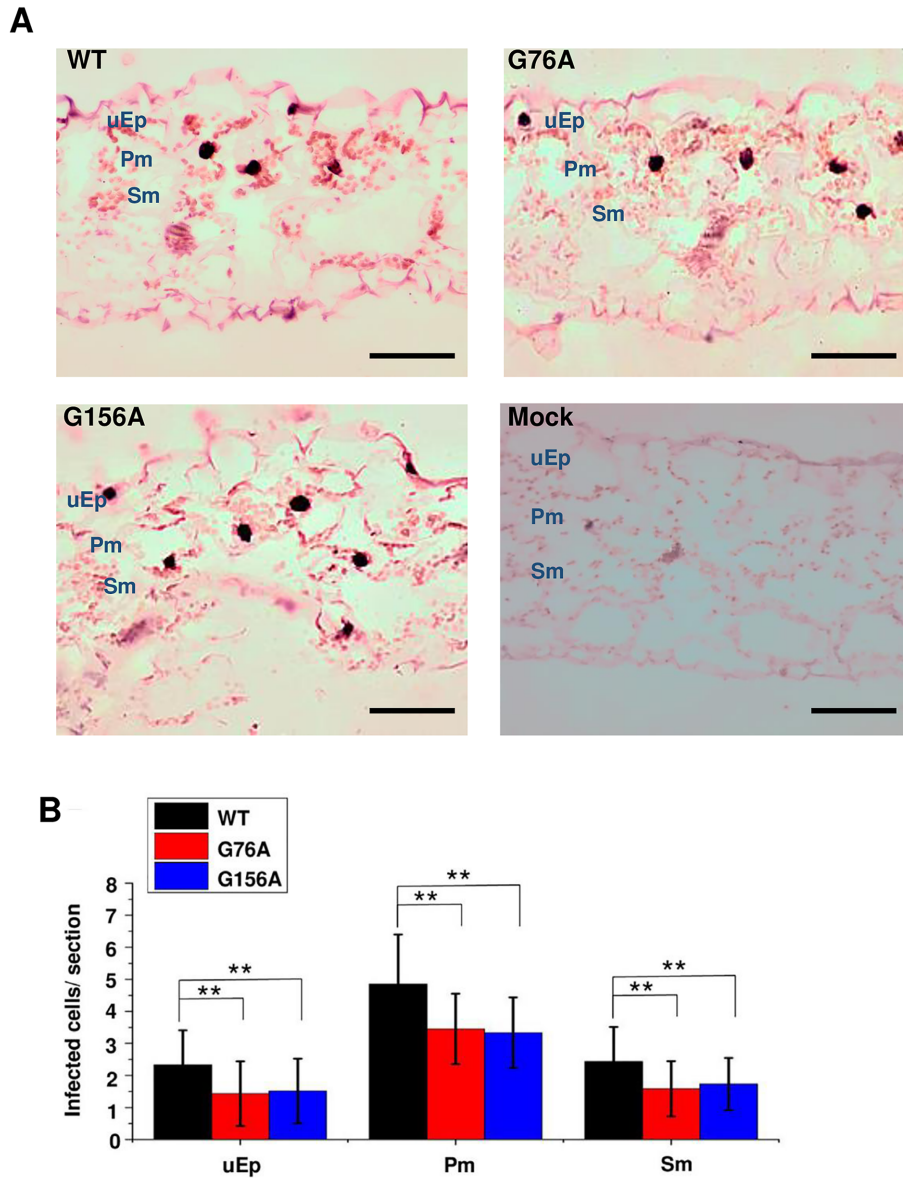 A
WT
uEp
Pm
Sm
G76A
uEp
Pm
Sm
G156A
uEp
Pm
Sm
Mock
uEp
Pm
Sm
B
WT
G76A
G156A
Infected cells/ section
8
7
6
5
4
3
2
1
0
**
**
**
**
**
**
uEp
Pm
Sm